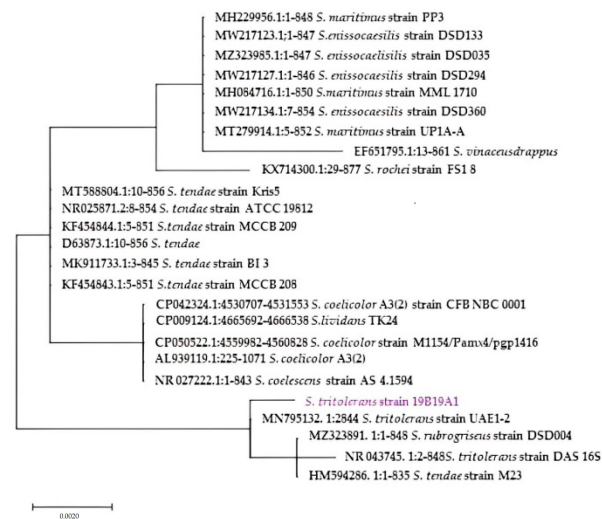 MH229956.1:1-848 S. maritimus strain PP3
MW217123.1;1-847 S.enissocaesilis strain DSD133
MZ323985.1:1-847 S. enissocaelisilis strain DSD035
MW217127.1:1-846 S. enissocaesilis strain DSD294
MH084716.1:1-850 S.maritimus strain MML 1710
MW217134.1:7-854 S. enissocaesilis strain DSD360
MT279914.1:5-852 S. maritimus strain UP1A-A
EF651795.1:13-861 S. vinaceusdrappus
KX714300.1:29-877 S. rochei strain FS1 8
MT588804.1:10-856 S. tendae strain Kris5
NR025871.2:8-854 S. tendae strain ATCC 19812
KF454844.1:5-851 S. tendae strain MCCB 209
D63873.1:10-856 S. tendae
MK911733.1:3-845 S. tendae strain BI 3
KF454843.1:5-851 S. tendae strain MCCB 208
CP042324.1:4530707-4531553 S. coelicolor A3(2) strain CFB NBC 0001
CP009124.1:4665692-4666538 S.lividans TK24
CP050522.1:4559982-4560828 S. coelicolor strain M1154/Pamx4/pgp1416
AL939119.1:225-1071 S. coelicolor A3(2)
NR 027222.1:1-843 S. coelescens strain AS 4.1594
S. tritolerans strain 19B19A1
MN795132. 1:2844 S. tritolerans strain UAE1-2
MZ323891. 1:1-848 S. rubrogriseus strain DSD004
NR 043745. 1:2-848S. tritolerans strain DAS 16S
HM594286. 1:1-835 S. tendae strain M23
0.0020